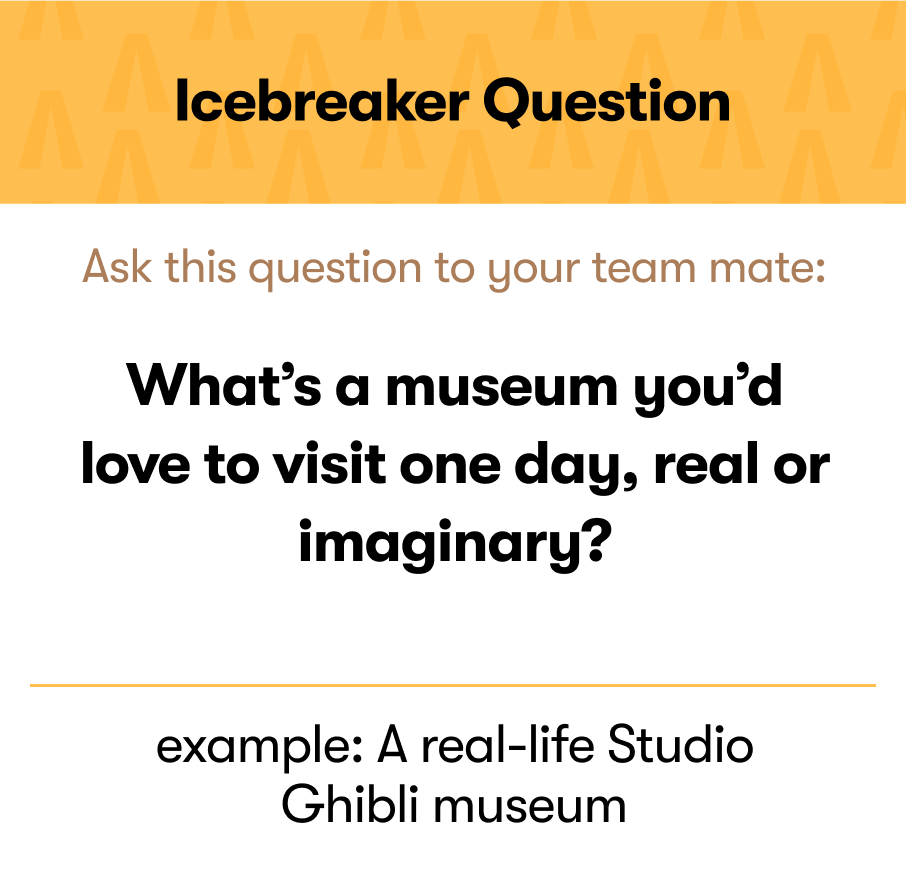 Icebreaker Question
Ask this question to your team mate:
What’s a museum you’d
love to visit one day, real or
imaginary?
example: A real-life Studio
Ghibli museum